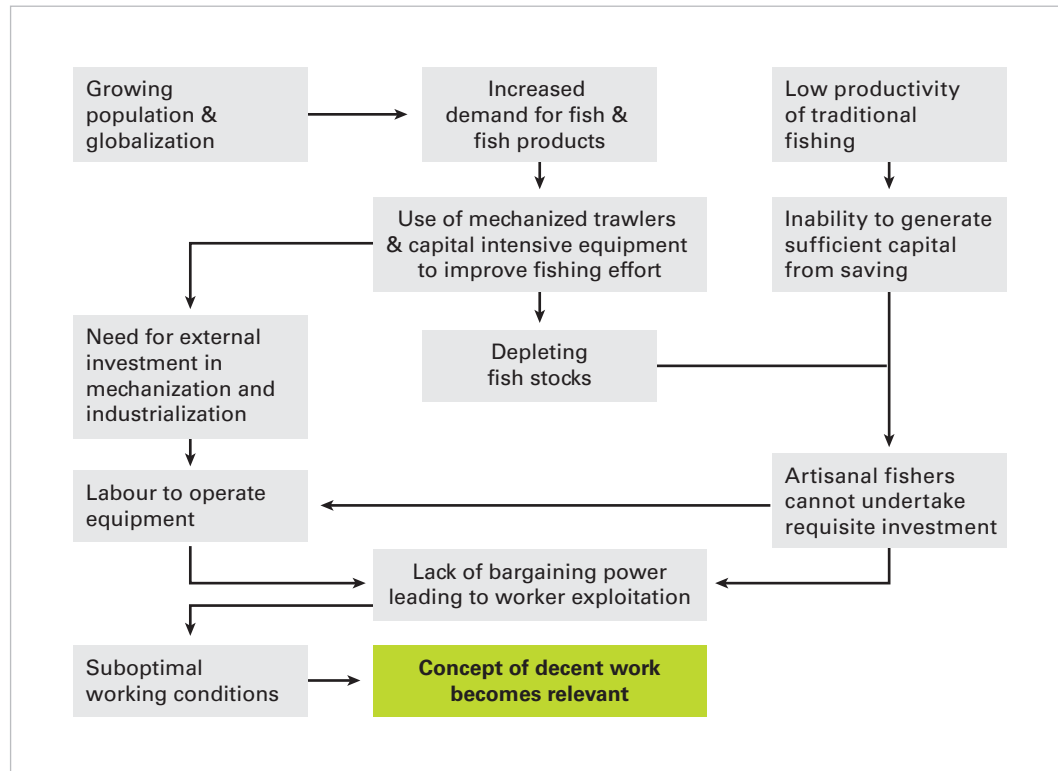 Growing
population &
globalization
Increased
demand for fish &
fish products
Low productivity
of traditional
fishing
Use of mechanized trawlers
& capital intensive equipment
to improve fishing effort
Inability to generate
sufficient capital
from saving
Need for external
investment in
mechanization and
industrialization
Depleting
fish stocks
Labour to operate
equipment
Artisanal fishers
cannot undertake
requisite investment
Lack of bargaining power
leading to worker exploitation
Suboptimal
working conditions
Concept of decent work
becomes relevant